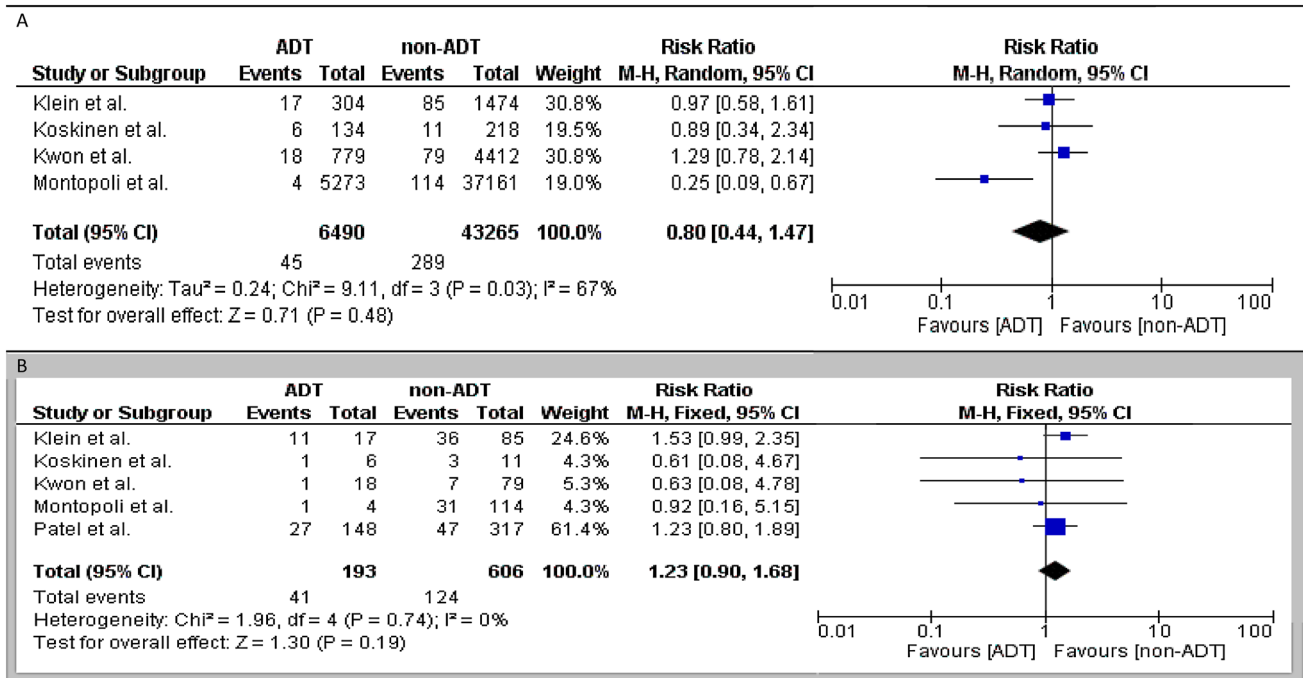 A
ADT non-ADT Risk Ratio Risk Ratio
Study or Subgroup Events Total Events Total Weight M-H, Random, 95% CI M-H, Random, 95% CI
Klein et al. 17 304 85 1474 30.8% 0.97 [0.58, 1.61]
Koskinen et al. 6 134 11 218 19.5% 0.89 [0.34, 2.34]
Kwon et al. 18 779 79 4412 30.8% 1.29 [0.78, 2.14]
Montopoli et al. 4 5273 114 37161 19.0% 0.25 [0.09, 0.67]
Total (95% CI) 6490 43265 100.0% 0.80 [0.44, 1.47]
Total events 45 289
Heterogeneity: Tau² = 0.24; Chi² = 9.11, df = 3 (P = 0.03); I² = 67%
Test for overall effect: Z = 0.71 (P = 0.48)
0.01 0.1 1 10 100
Favours [ADT] Favours [non-ADT]
B
ADT non-ADT Risk Ratio Risk Ratio
Study or Subgroup Events Total Events Total Weight M-H, Fixed, 95% CI M-H, Fixed, 95% CI
Klein et al. 11 17 36 85 24.6% 1.53 [0.99, 2.35]
Koskinen et al. 1 6 3 11 4.3% 0.61 [0.08, 4.67]
Kwon et al. 1 18 7 79 5.3% 0.63 [0.08, 4.78]
Montopoli et al. 1 4 31 114 4.3% 0.92 [0.16, 5.15]
Patel et al. 27 148 47 317 61.4% 1.23 [0.80, 1.89]
Total (95% CI) 193 606 100.0% 1.23 [0.90, 1.68]
Total events 41 124
Heterogeneity: Chi² = 1.96, df = 4 (P = 0.74); I² = 0%
Test for overall effect: Z = 1.30 (P = 0.19)
0.01 0.1 1 10 100
Favours [ADT] Favours [non-ADT]